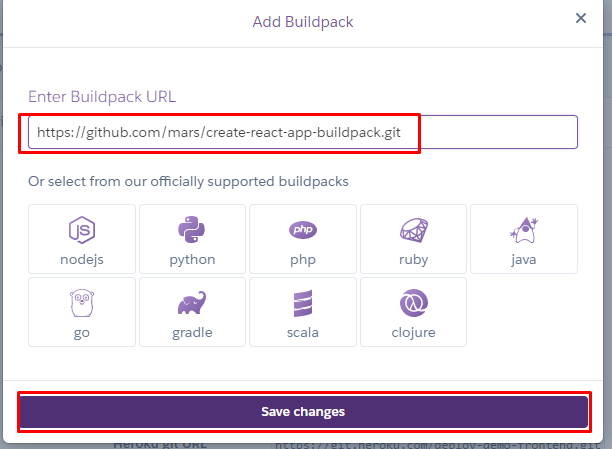 Add Buildpack
×
Enter Buildpack URL
https://github.com/mars/create-react-app-buildpack.git
Or select from our officially supported buildpacks
JS
php
nodejs python php ruby java
go gradle scala clojure
Save changes
Heroku git URL https://git.heroku.com/deploy-demo-frontend.git